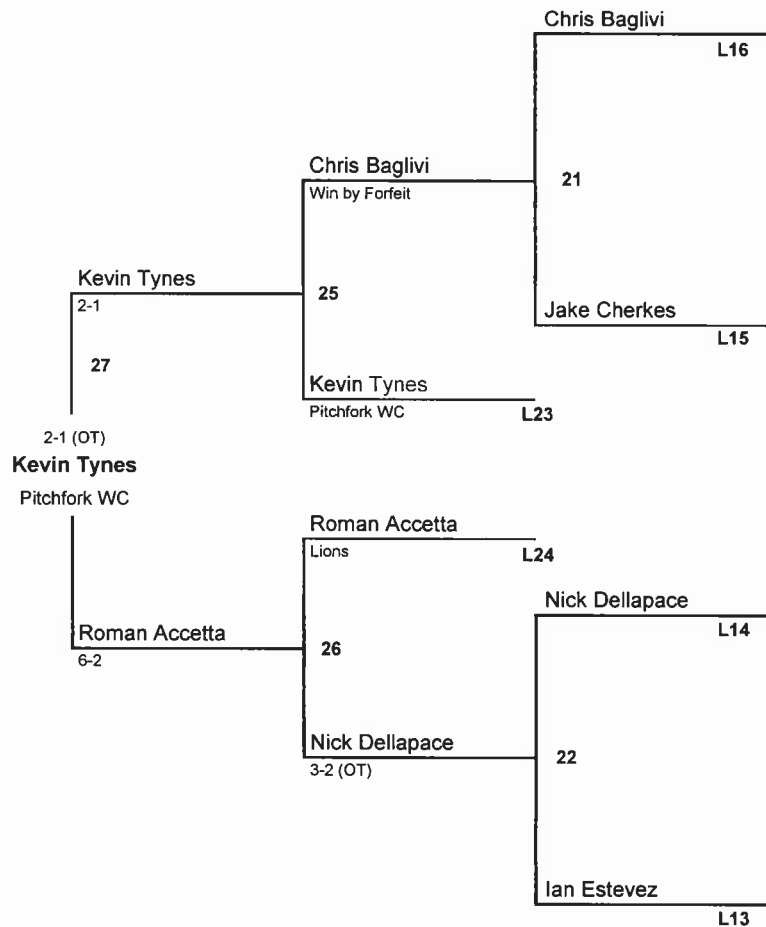 Chris Baglivi
L16
Chris Baglivi
Win by Forfeit
21
Kevin Tynes
2-1
25
Jake Cherkes
L15
27
Kevin Tynes
Pitchfork WC
L23
2-1 (OT)
Kevin Tynes
Pitchfork WC
Roman Accetta
Lions
L24
Nick Dellapace
L14
Roman Accetta
6-2
26
Nick Dellapace
3-2 (OT)
22
Ian Estevez
L13